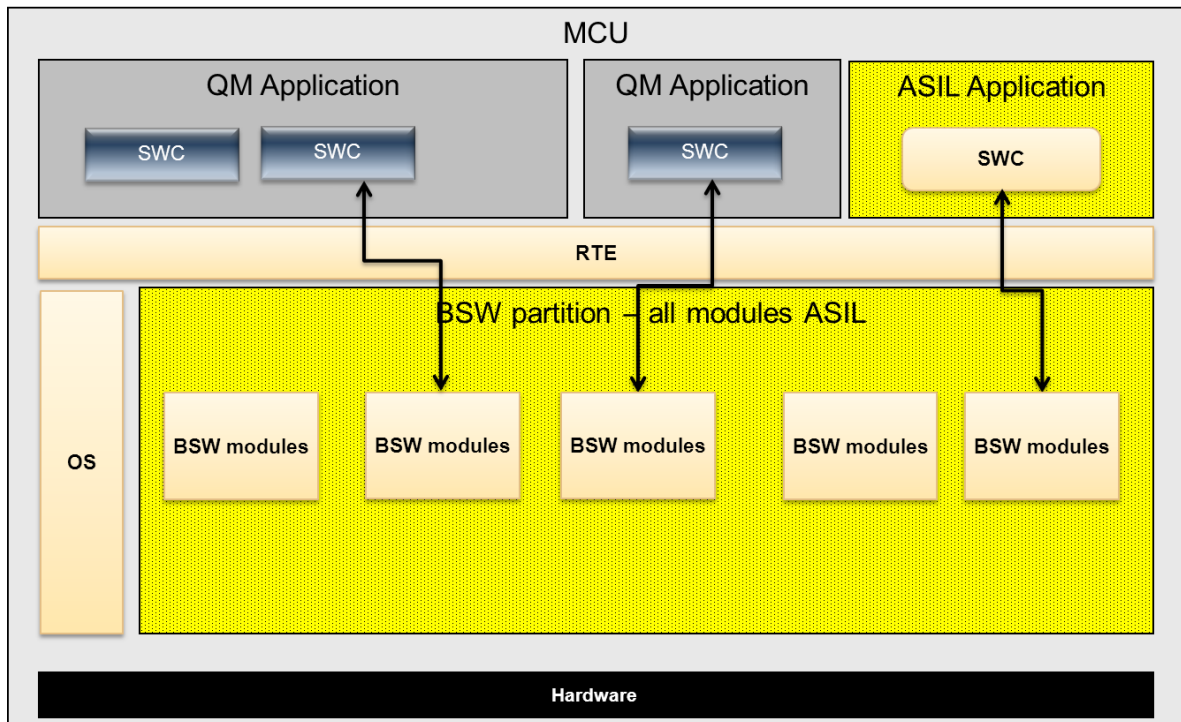 MCU
QM Application
QM Application
ASIL Application
SWC
SWC
SWC
SWC
RTE
BSW partition – all modules ASIL
OS
BSW modules
BSW modules
BSW modules
BSW modules
BSW modules
Hardware